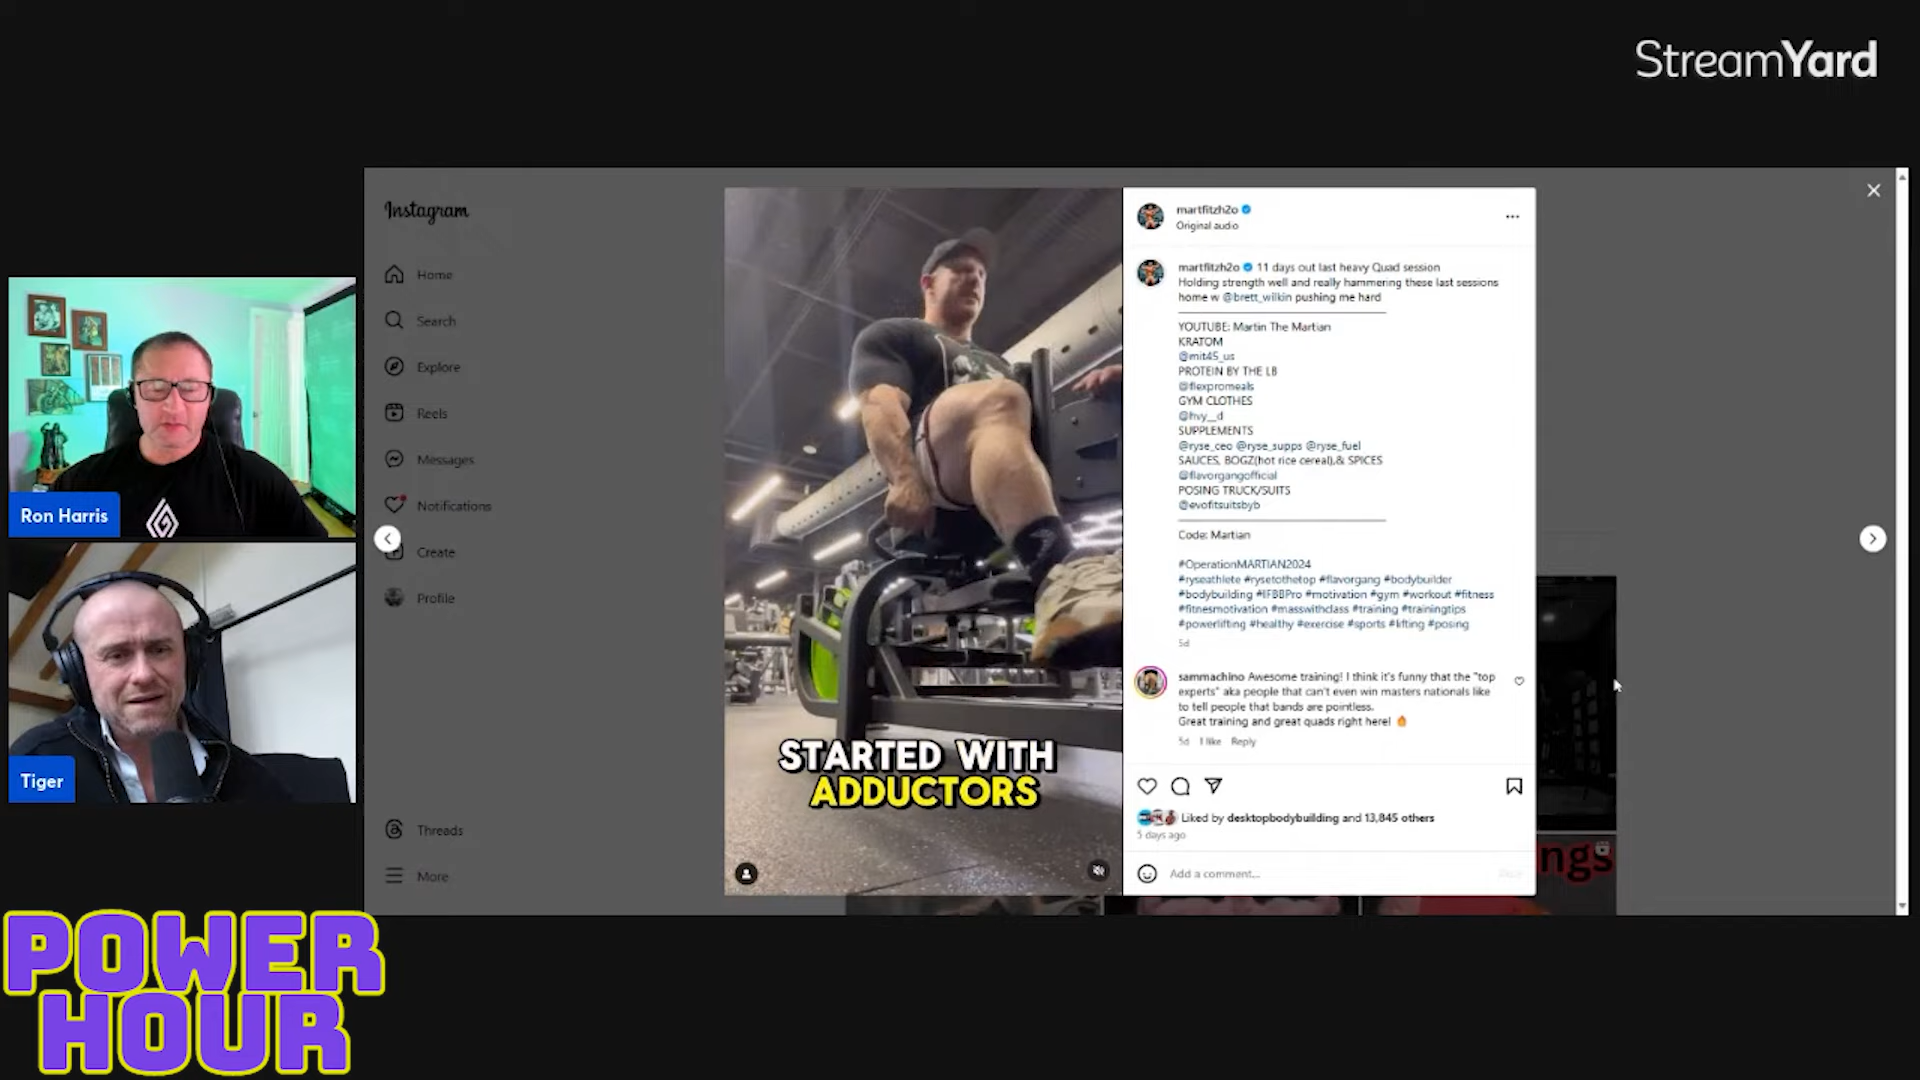 StreamYard
Instagram
Home
Search
Explore
Reels
Messages
Notifications
Create
Profile
Threads
More
Ron Harris
Tiger
POWER
HOUR
STARTED WITH
ADDUCTORS
martfitzh2o
Original audio
martfitzh2o 11 days out last heavy Quad session
Holding strength well and really hammering these last sessions
home w @brett_wilkin pushing me hard
YOUTUBE: Martin The Martian
KRATOM
@mit45_us
PROTEIN BY THE LB
@flexpromeals
GYM CLOTHES
@hvy__d
SUPPLEMENTS
@ryse_ceo @ryse_supps @ryse_fuel
SAUCES, BOGZ(hot rice cereal),& SPICES
@flavorgangofficial
POSING TRUCK/SUITS
@evofitsuitsbyb
Code: Martian
#OperationMARTIAN2024
#ryseathlete #rysetothetop #flavorgang #bodybuilder
#bodybuilding #IFBBPro #motivation #gym #workout #fitness
#fitnesmotivation #masswithclass #training #trainingtips
#powerlifting #healthy #exercise #sports #lifting #posing
5d
sammachino Awesome training! I think it's funny that the "top
experts" aka people that can't even win masters nationals like
to tell people that bands are pointless.
Great training and great quads right here!
5d 1 like Reply
Liked by desktopbodybuilding and 13,845 others
5 days ago
Add a comment...
ngs